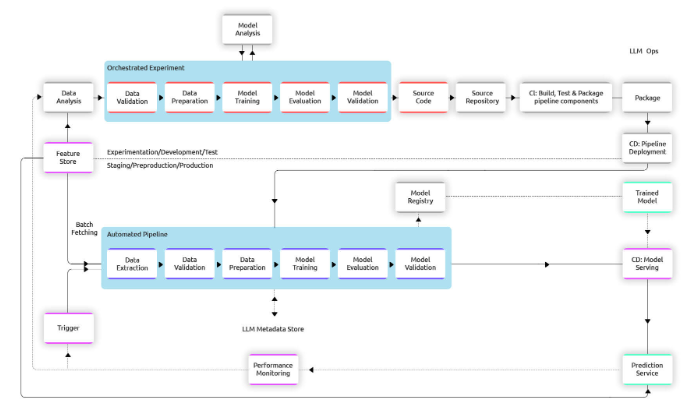 Model
Analysis
LLM Ops
Orchestrated Experiment
Data
Analysis
Data
Validation
Data
Preparation
Model
Training
Model
Evaluation
Model
Validation
Source
Code
Source
Repository
CI: Build, Test & Package
pipeline components
Package
Feature
Store
Experimentation/Development/Test
Staging/Preproduction/Production
CD: Pipeline
Deployment
Model
Registry
Trained
Model
Batch
Fetching
Automated Pipeline
Data
Extraction
Data
Validation
Data
Preparation
Model
Training
Model
Evaluation
Model
Validation
CD: Model
Serving
Trigger
LLM Metadata Store
Performance
Monitoring
Prediction
Service